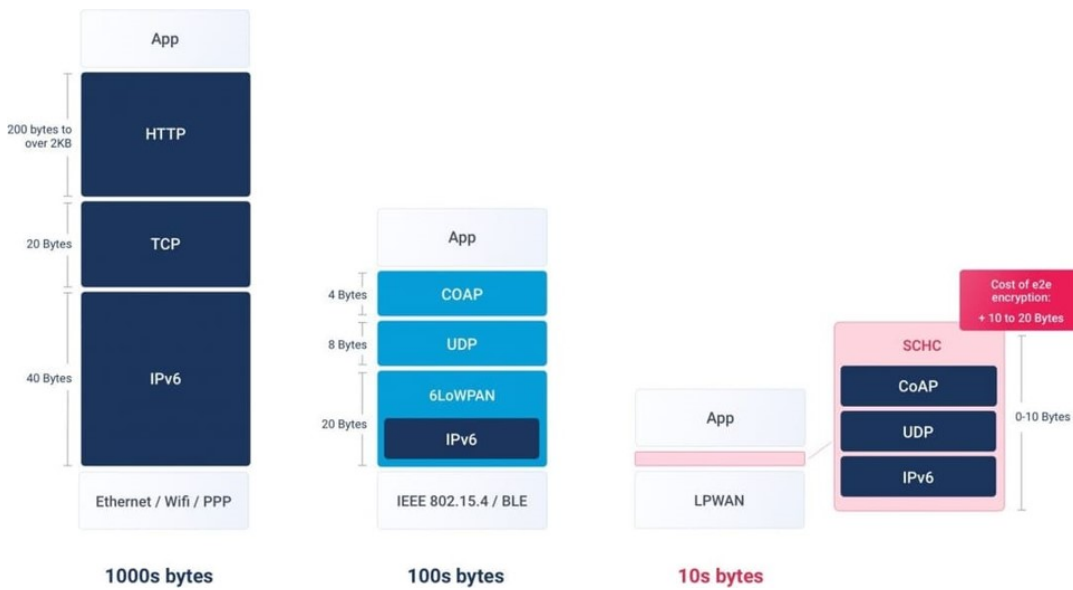 App
200 bytes to
over 2KB
HTTP
20 Bytes
TCP
40 Bytes
IPv6
Ethernet / Wifi / PPP
1000s bytes
App
4 Bytes
COAP
8 Bytes
UDP
20 Bytes
6LoWPAN
IPv6
IEEE 802.15.4 / BLE
100s bytes
App
LPWAN
10s bytes
Cost of e2e
encryption:
+ 10 to 20 Bytes
SCHC
CoAP
UDP
IPv6
0-10 Bytes